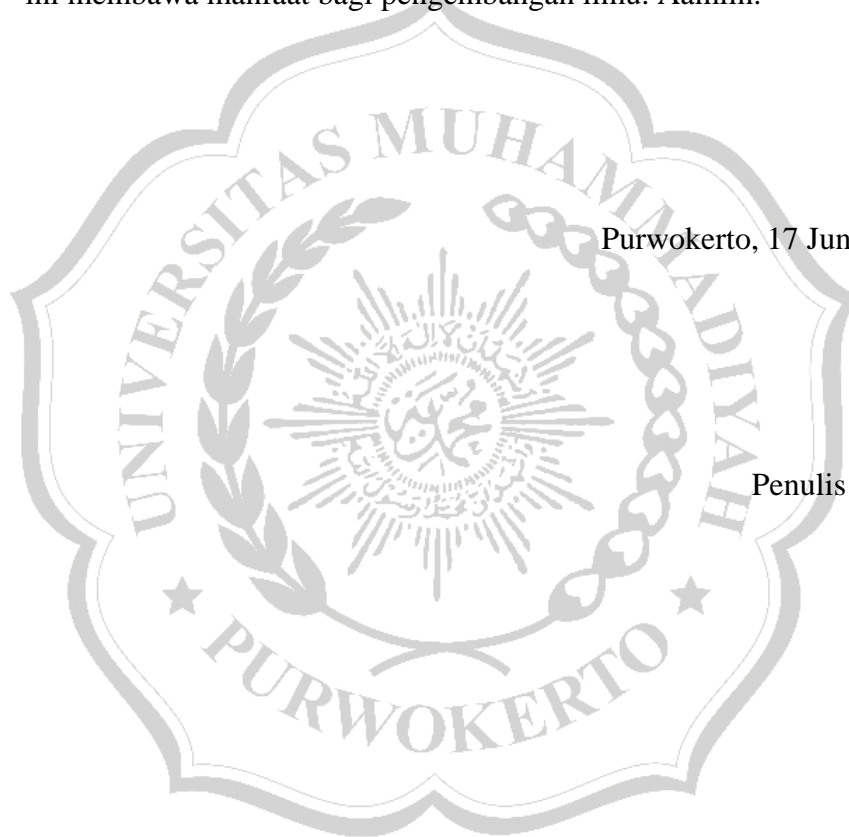 ini membawa manfaat bagi pengembangan ilmu. Aamiin.
UNIVERSITAS MUHAMMADIYAH
Purwokerto, 17 Jun
Penulis
PURWOKERTO